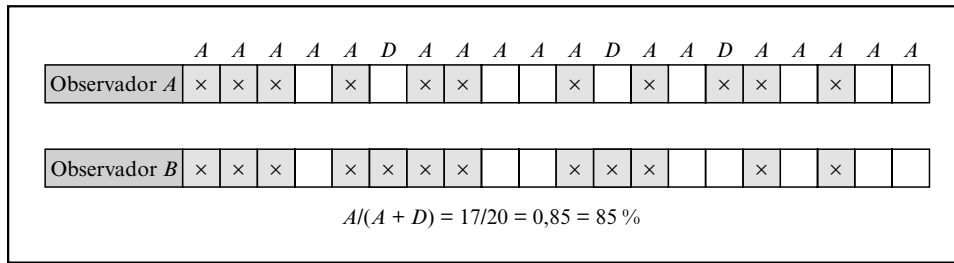 A A A A A D A A A A A D A A D A A A A A
Observador A × × × × × × × × × × ×
Observador B × × × × × × × × × × × ×
A/(A + D) = 17/20 = 0,85 = 85 %